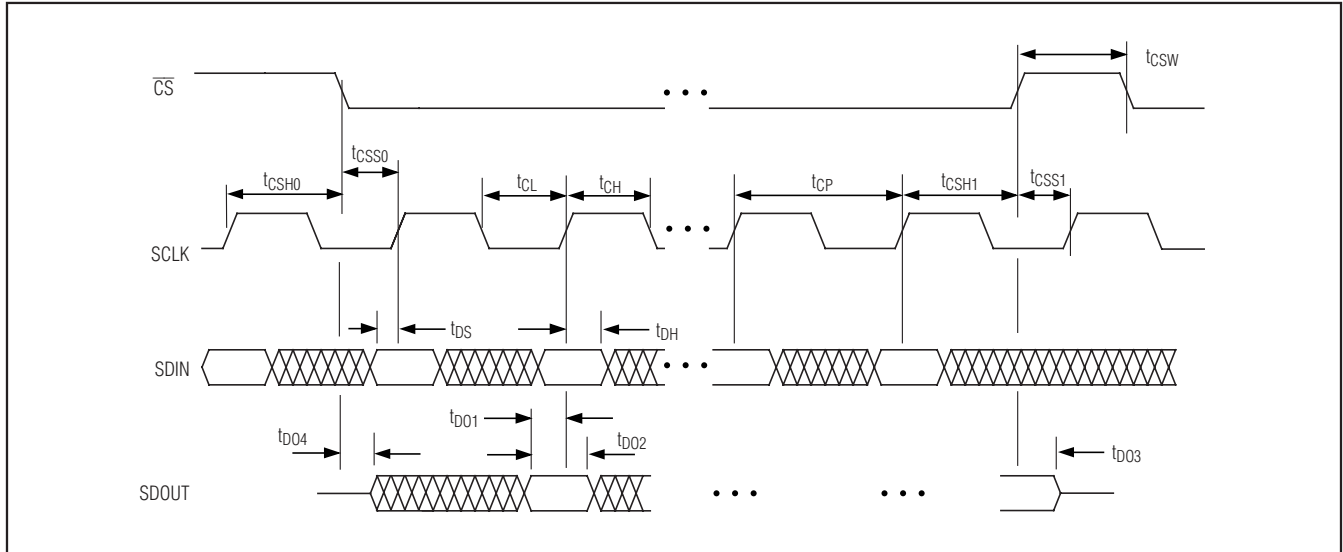 CS
tCSW
tCSS0
tCSH0
tCL
tCH
tCP
tCSH1
tCSS1
SCLK
tDS
tDH
SDIN
tDO1
tDO4
tDO2
tDO3
SDOUT